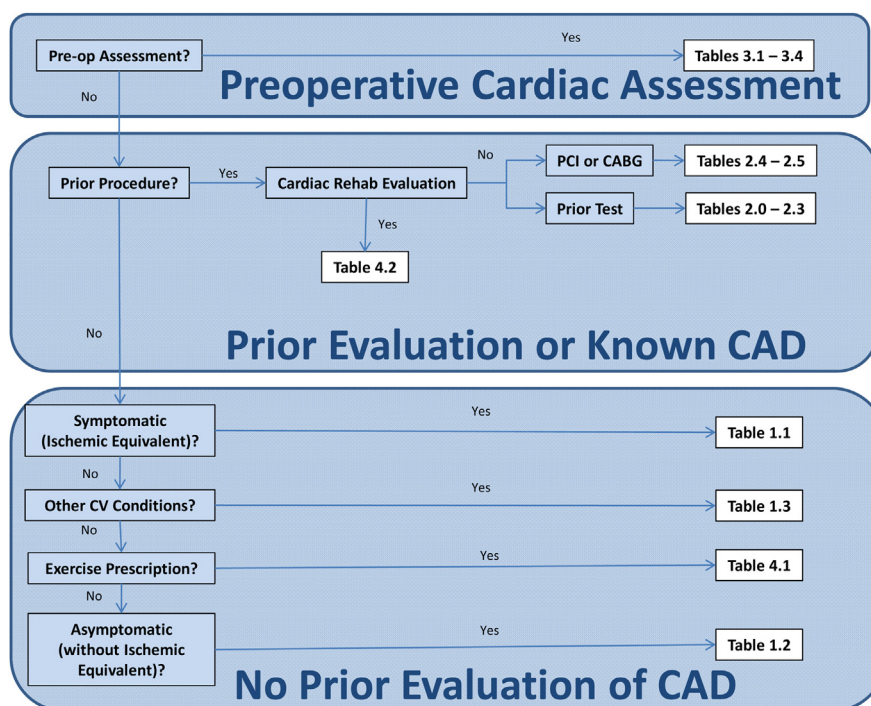 Pre-op Assessment?
Yes
Tables 3.1 – 3.4
No
Preoperative Cardiac Assessment
Prior Procedure?
Yes
Cardiac Rehab Evaluation
No
PCI or CABG
Tables 2.4 – 2.5
Prior Test
Tables 2.0 – 2.3
Yes
Table 4.2
No
Prior Evaluation or Known CAD
Symptomatic
(Ischemic Equivalent)?
Yes
Table 1.1
No
Other CV Conditions?
Yes
Table 1.3
No
Exercise Prescription?
Yes
Table 4.1
No
Asymptomatic
(without Ischemic
Equivalent)?
Yes
Table 1.2
No Prior Evaluation of CAD